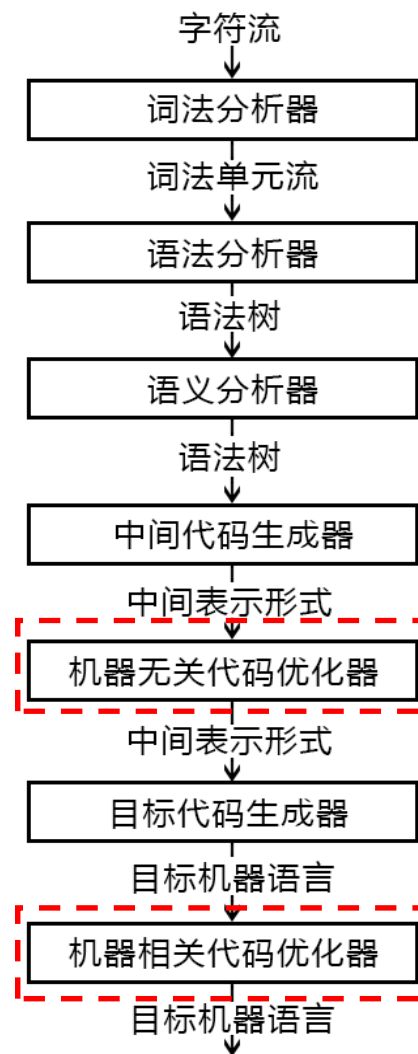 字符流
词法分析器
词法单元流
语法分析器
语法树
语义分析器
语法树
中间代码生成器
中间表示形式
机器无关代码优化器
中间表示形式
目标代码生成器
目标机器语言
机器相关代码优化器
目标机器语言